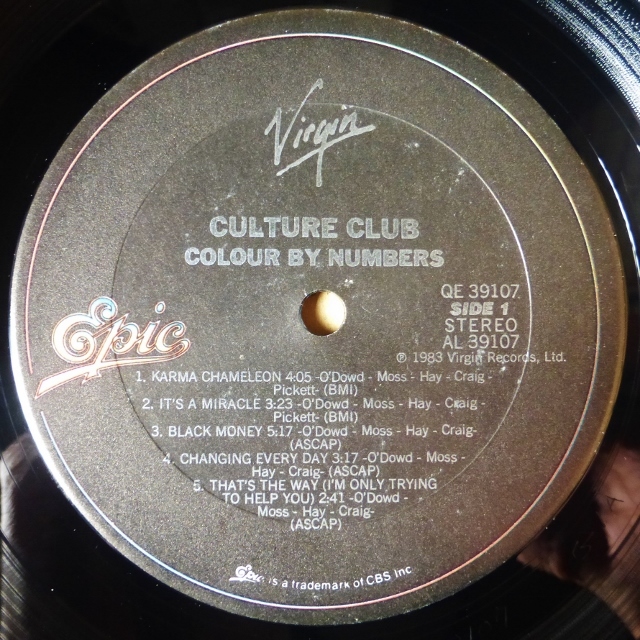 Virgin
CULTURE CLUB
COLOUR BY NUMBERS
QE 39107
SIDE 1
STEREO
AL 39107
℗ 1983 Virgin Records, Ltd.
Epic
1. KARMA CHAMELEON 4:05 -O'Dowd - Moss - Hay - Craig -
Pickett- (BMI)
2. IT'S A MIRACLE 3:23 -O'Dowd - Moss - Hay - Craig -
Pickett- (BMI)
3. BLACK MONEY 5:17 -O'Dowd - Moss - Hay - Craig-
(ASCAP)
4. CHANGING EVERY DAY 3:17 -O'Dowd - Moss -
Hay - Craig- (ASCAP)
5. THAT'S THE WAY (I'M ONLY TRYING
TO HELP YOU) 2:41 -O'Dowd -
Moss - Hay - Craig-
(ASCAP)
Epic is a trademark of CBS Inc